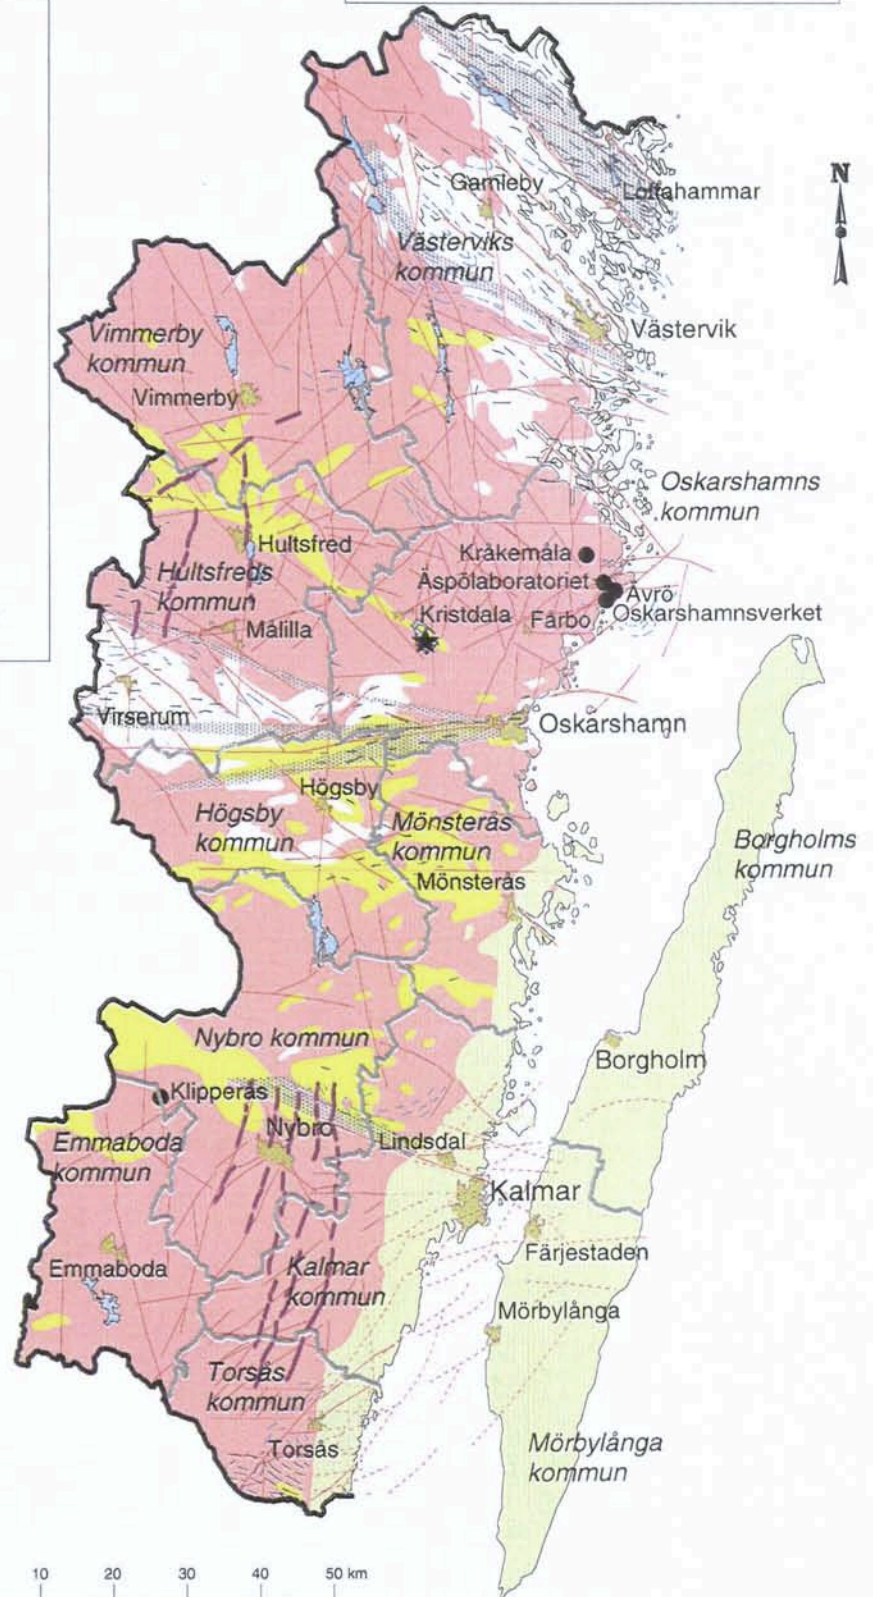 N
Gamleby
Loftahammar
Västerviks
kommun
Västervik
Vimmerby
kommun
Vimmerby
Oskarshamns
kommun
Hultsfred
Kråkemåla
Hultsfreds
kommun
Äspölaboratoriet
Ävrö
Kristdala
Fårbo
Oskarshamnsverket
Målilla
Virserum
Oskarshamn
Högsby
Högsby
kommun
Mönsterås
kommun
Borgholms
kommun
Mönsterås
Nybro kommun
Borgholm
Klipperås
Nybro
Emmaboda
kommun
Lindsdal
Kalmar
Färjestaden
Emmaboda
Kalmar
kommun
Mörbylånga
Torsås
kommun
Torsås
Mörbylånga
kommun
10 20 30 40 50 km